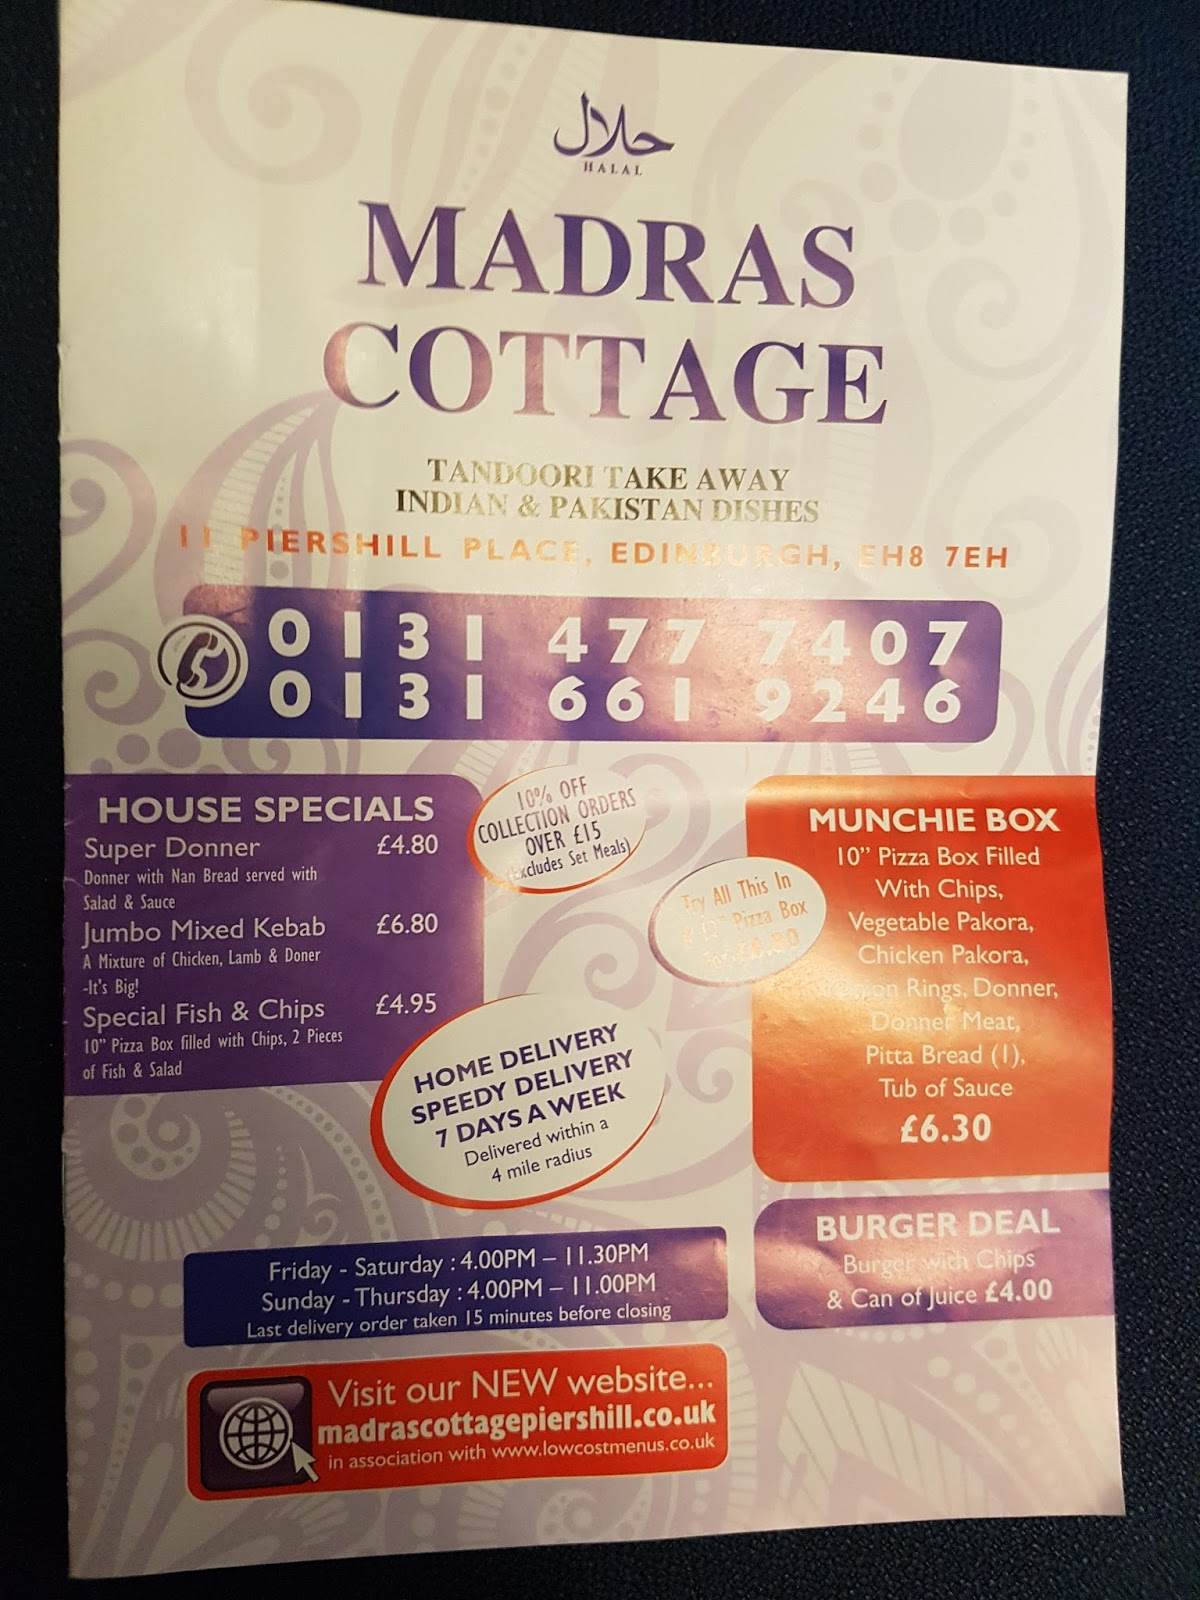 حلال
HALAL
MADRAS
COTTAGE
TANDOORI TAKE AWAY
INDIAN & PAKISTAN DISHES
11 PIERSHILL PLACE, EDINBURGH, EH8 7EH
0131 477 7407
0131 661 9246
HOUSE SPECIALS
Super Donner £4.80
Donner with Nan Bread served with
Salad & Sauce
Jumbo Mixed Kebab £6.80
A Mixture of Chicken, Lamb & Doner
-It's Big!
Special Fish & Chips £4.95
10” Pizza Box filled with Chips, 2 Pieces
of Fish & Salad
10% OFF
COLLECTION ORDERS
OVER £15
(Excludes Set Meals)
Try All This In
Pizza Box
MUNCHIE BOX
10” Pizza Box Filled
With Chips,
Vegetable Pakora,
Chicken Pakora,
Onion Rings, Donner,
Donner Meat,
Pitta Bread (1),
Tub of Sauce
£6.30
HOME DELIVERY
SPEEDY DELIVERY
7 DAYS A WEEK
Delivered within a
4 mile radius
BURGER DEAL
Burger with Chips
& Can of Juice £4.00
Friday - Saturday : 4.00PM – 11.30PM
Sunday - Thursday : 4.00PM – 11.00PM
Last delivery order taken 15 minutes before closing
Visit our NEW website...
madrascottagepiershill.co.uk
in association with www.lowcostmenus.co.uk